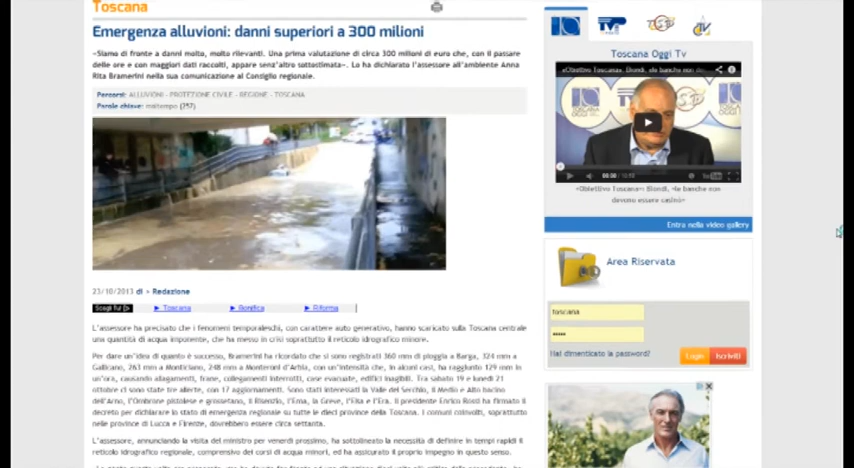 Toscana
Emergenza alluvioni: danni superiori a 300 milioni
«Siamo di fronte a danni molto, molto rilevanti. Una prima valutazione di circa 300 milioni di euro che, con il passare
delle ore e con maggiori dati raccolti, appare senz'altro sottostimata». Lo ha dichiarato l'assessore all'ambiente Anna
Rita Bramerini nella sua comunicazione al Consiglio regionale.
Percorsi: ALLUVIONI - PROTEZIONE CIVILE - REGIONE - TOSCANA
Parole chiave: maltempo (257)
23/10/2013 di > Redazione
Scegli Tu! ▷ ► Toscana ► Bonifica ► Riforma
L'assessore ha precisato che i fenomeni temporaleschi, con carattere auto generativo, hanno scaricato sulla Toscana centrale
una quantità di acqua imponente, che ha messo in crisi soprattutto il reticolo idrografico minore.
Per dare un'idea di quanto è successo, Bramerini ha ricordato che si sono registrati 360 mm di pioggia a Barga, 324 mm a
Gallicano, 263 mm a Monticiano, 248 mm a Monteroni d'Arbia, con un'intensità che, in alcuni casi, ha raggiunto 129 mm in
un'ora, causando allagamenti, frane, collegamenti interrotti, case evacuate, edifici inagibili. Tra sabato 19 e lunedì 21
ottobre ci sono state tre allerte, con 17 aggiornamenti. Sono stati interessati la Valle del Serchio, il Medio e Alto bacino
dell'Arno, l'Ombrone pistoiese e grossetano, il Bisenzio, l'Ema, la Greve, l'Elsa e l'Era. Il presidente Enrico Rossi ha firmato il
decreto per dichiarare lo stato di emergenza regionale su tutte le dieci province della Toscana. I comuni coinvolti, soprattutto
nelle province di Lucca e Firenze, dovrebbero essere circa settanta.
L'assessore, annunciando la visita del ministro per venerdì prossimo, ha sottolineato la necessità di definire in tempi rapidi il
reticolo idrografico regionale, comprensivo dei corsi di acqua minori, ed ha assicurato il proprio impegno in questo senso.
Toscana Oggi Tv
«Obiettivo Toscana»: Biondi, «le banche non de
00:00
«Obiettivo Toscana»: Biondi, «le banche non
devono essere casinò»
Entra nella video gallery
Area Riservata
toscana
•••••
Hai dimenticato la password?
Login
Iscriviti